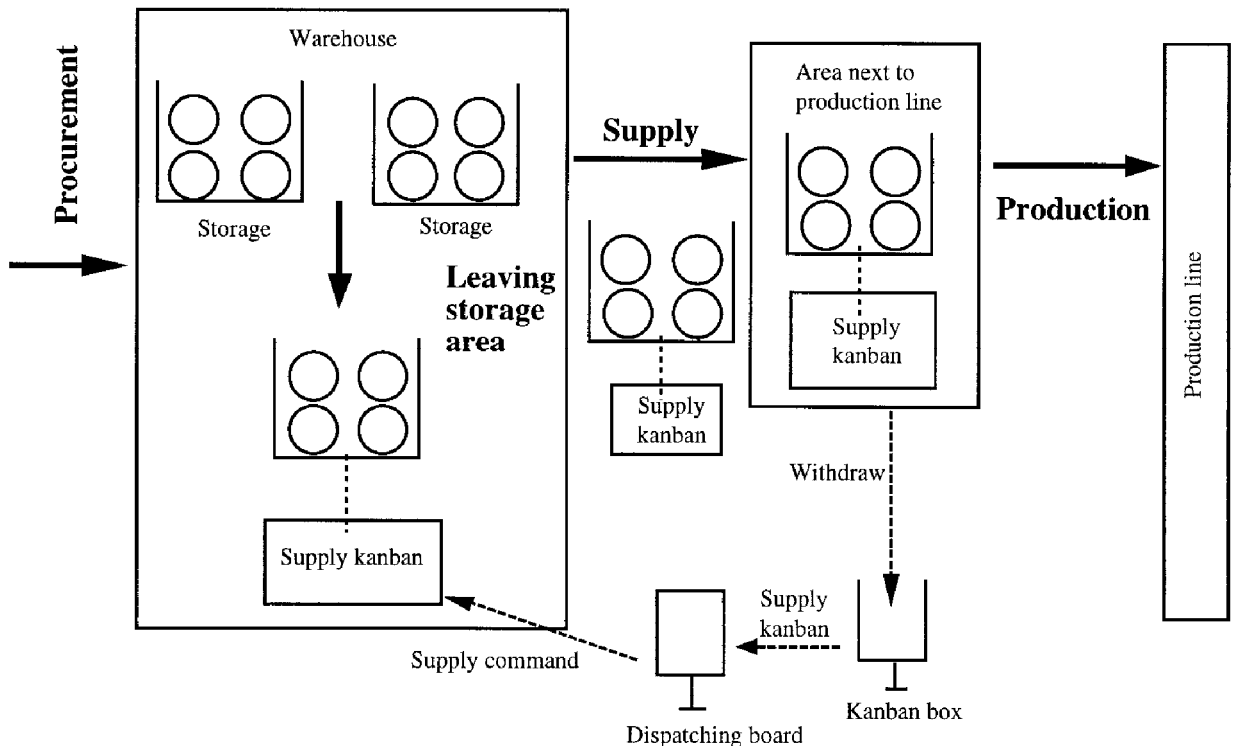 Procurement
Warehouse
Storage
Storage
Leaving
storage
area
Supply kanban
Supply
Supply
kanban
Area next to
production line
Supply
kanban
Production
Production line
Withdraw
Supply
kanban
Supply command
Kanban box
Dispatching board